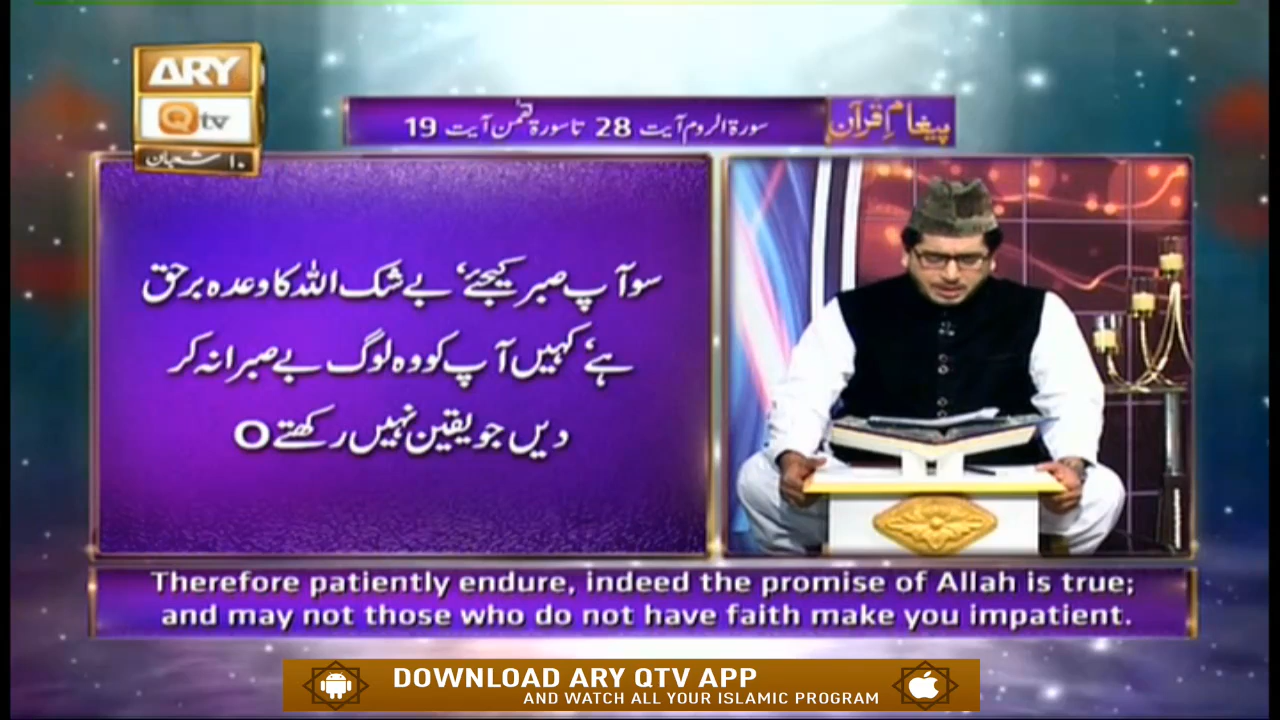 ARY
Qtv
۱۰ شعبان
پیغامِ قرآن
سورۃ الروم آیت 28 تا سورۃ لقمٰن آیت 19
سو آپ صبر کیجئے‘ بے شک اللہ کا وعدہ برحق
ہے‘ کہیں آپ کو وہ لوگ بے صبرا نہ کر
دیں جو یقین نہیں رکھتے O
Therefore patiently endure, indeed the promise of Allah is true;
and may not those who do not have faith make you impatient.
DOWNLOAD ARY QTV APP
AND WATCH ALL YOUR ISLAMIC PROGRAM